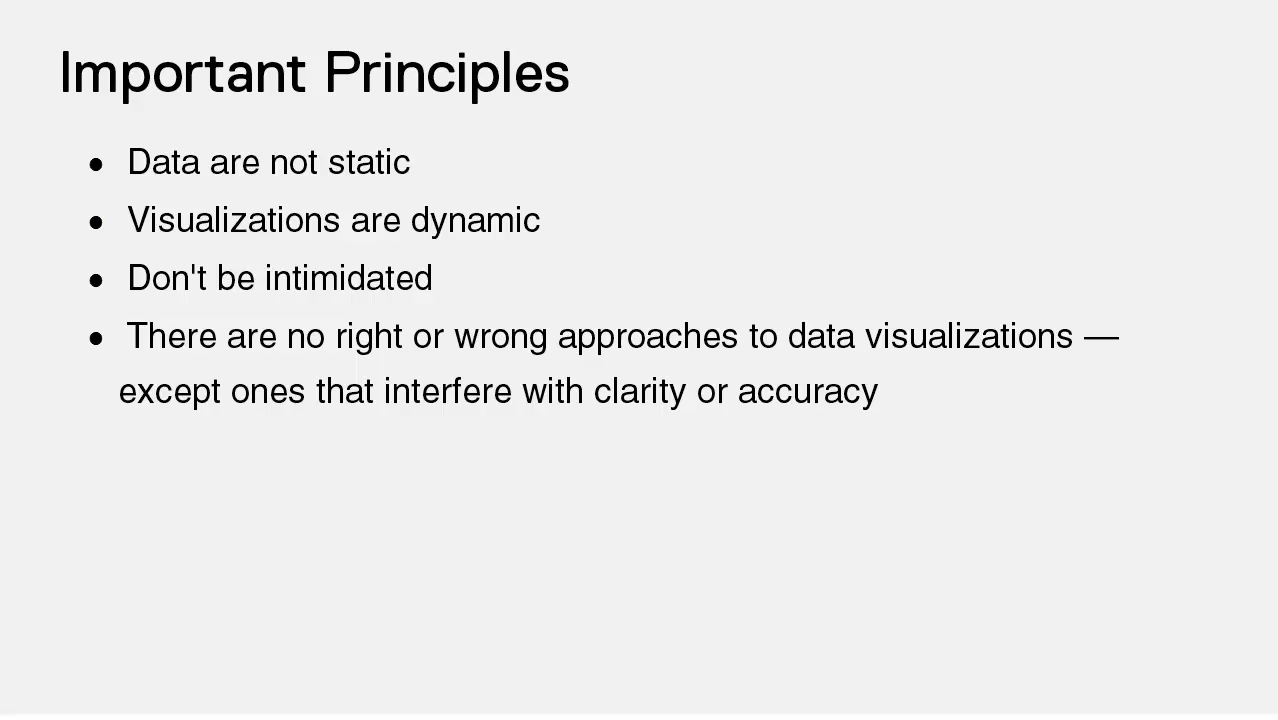 Important Principles
● Data are not static
● Visualizations are dynamic
● Don't be intimidated
● There are no right or wrong approaches to data visualizations —
except ones that interfere with clarity or accuracy